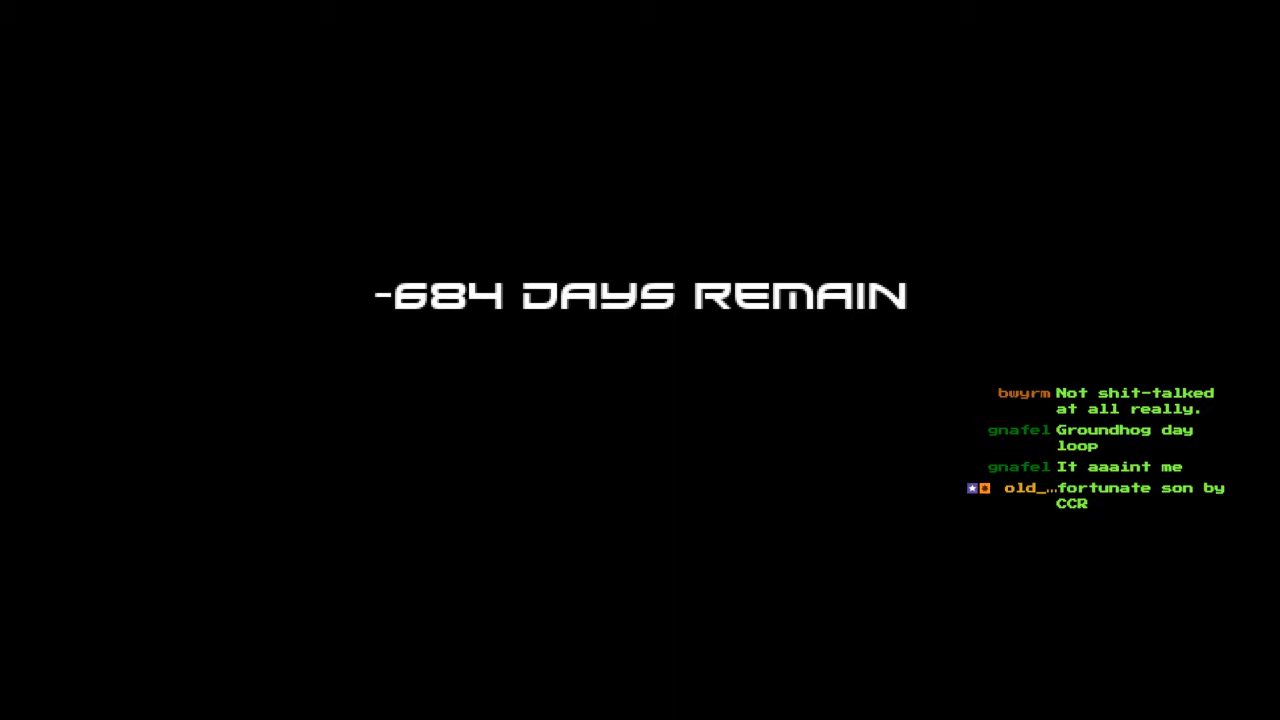 -684 DAYS REMAIN
bwyrm Not shit-talked
at all really.
gnafel Groundhog day
loop
gnafel It aaaint me
old_...fortunate son by
CCR